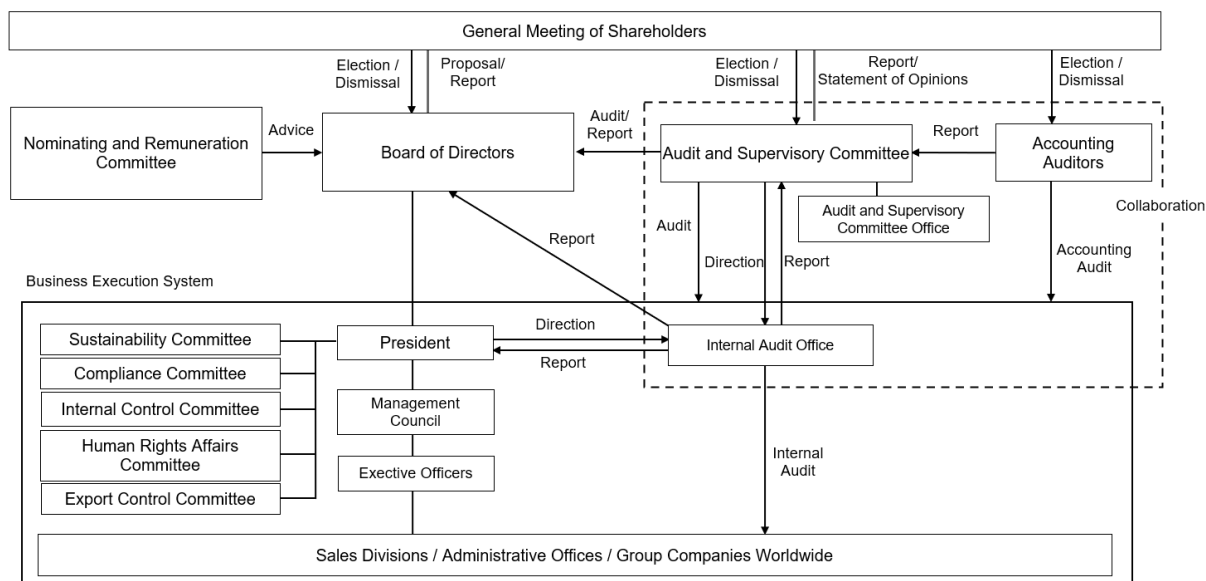 General Meeting of Shareholders
Election /
Dismissal
Proposal/
Report
Election /
Dismissal
Report/
Statement of Opinions
Election /
Dismissal
Nominating and Remuneration
Committee
Advice
Board of Directors
Audit/
Report
Audit and Supervisory Committee
Report
Accounting
Auditors
Collaboration
Audit and Supervisory
Committee Office
Audit
Report
Direction
Report
Accounting
Audit
Business Execution System
Sustainability Committee
Compliance Committee
Internal Control Committee
Human Rights Affairs
Committee
Export Control Committee
President
Direction
Report
Internal Audit Office
Management
Council
Exective Officers
Internal
Audit
Sales Divisions / Administrative Offices / Group Companies Worldwide